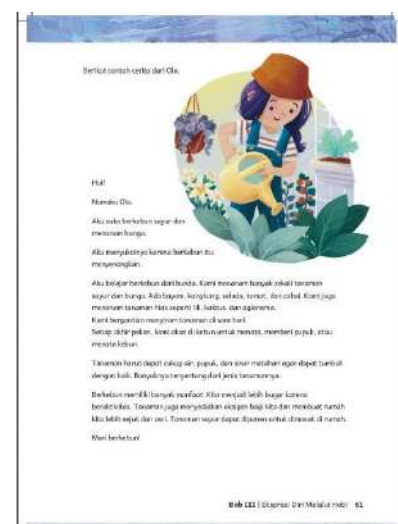 Berikut contoh cerita dari Ola.
Hai!
Namaku Ola.
Aku suka berkebun sayur dan
menanam bunga.
Aku menyukainya karena berkebun itu
menyenangkan.
Aku belajar berkebun dari bunda. Kami menanam banyak sekali tanaman
sayur dan bunga. Ada bayam, kangkung, selada, tomat, dan cabai. Kami juga
menanam tanaman hias seperti lili, kaktus, dan aglonema.
Kami bergantian menyiram tanaman di sore hari.
Setiap akhir pekan, kami akan di kebun untuk menata, memberi pupuk, atau
menata kebun.
Tanaman harus dapat cukup air, pupuk, dan sinar matahari agar dapat tumbuh
dengan baik. Banyaknya tergantung dari jenis tanamannya.
Berkebun memiliki banyak manfaat. Kita menjadi lebih bugar karena
beraktivitas. Tanaman juga menyediakan oksigen bagi kita dan membuat rumah
kita lebih sejuk dan asri. Tanaman sayur dapat dipanen untuk dimasak di rumah.
Mari berkebun!
Bab III | Ekspresi Diri Melalui Hobi 61